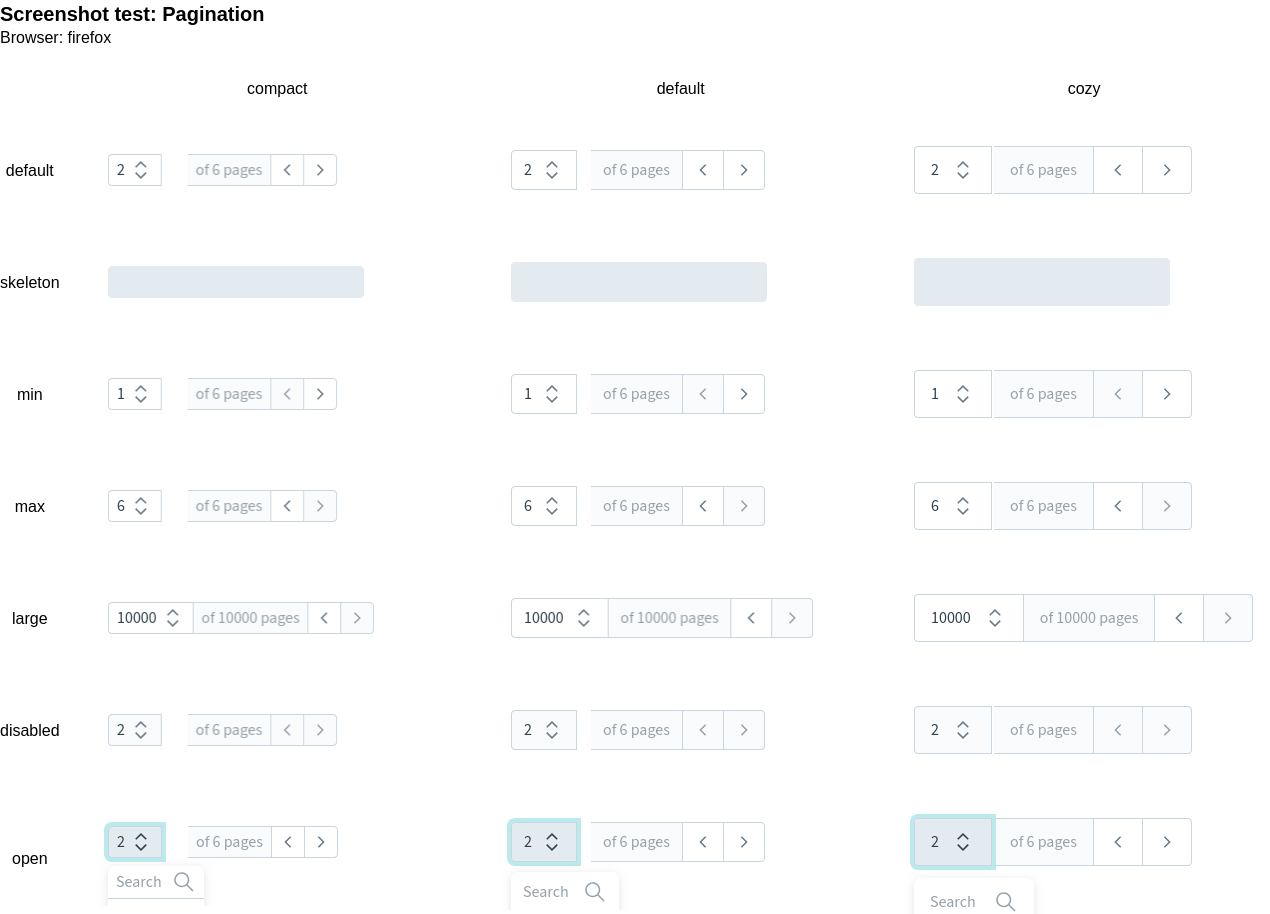 Screenshot test: Pagination
Browser: firefox
compact default cozy
default 2 of 6 pages 2 of 6 pages 2 of 6 pages
skeleton
min 1 of 6 pages 1 of 6 pages 1 of 6 pages
max 6 of 6 pages 6 of 6 pages 6 of 6 pages
large 10000 of 10000 pages 10000 of 10000 pages 10000 of 10000 pages
disabled 2 of 6 pages 2 of 6 pages 2 of 6 pages
open 2 of 6 pages 2 of 6 pages 2 of 6 pages
Search Search Search